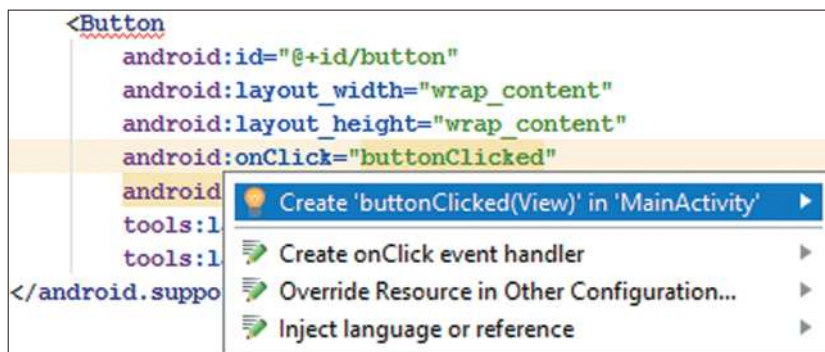 <Button
android:id="@+id/button"
android:layout_width="wrap_content"
android:layout_height="wrap_content"
android:onClick="buttonClicked"
android
Create 'buttonClicked(View)' in 'MainActivity'
tools:l
Create onClick event handler
tools:l
</android.suppo
Override Resource in Other Configuration...
Inject language or reference